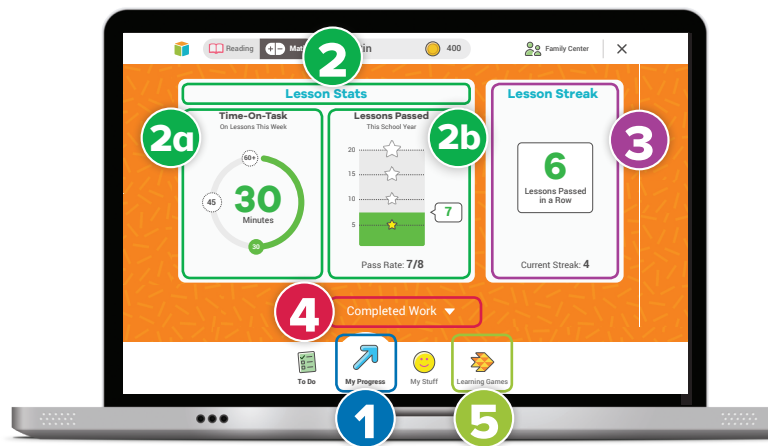 Reading
Mat
in
400
Family Center
2
Lesson Stats
Lesson Streak
2a
Time-On-Task
On Lessons This Week
60+
45
30
Minutes
30
Lessons Passed
This School Year
2b
20
15
10
5
7
Pass Rate: 7/8
3
6
Lessons Passed
in a Row
Current Streak: 4
4
Completed Work
To Do
My Progress
My Stuff
Learning Games
1
5